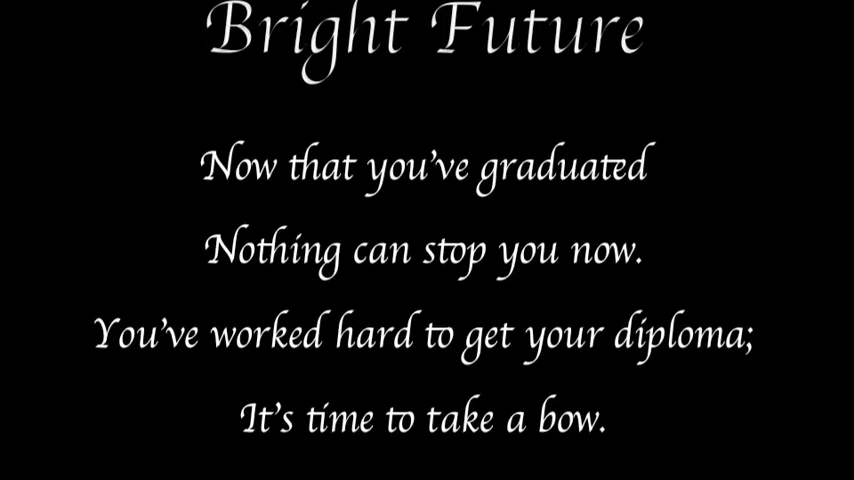 Bright Future
Now that you've graduated
Nothing can stop you now.
You've worked hard to get your diploma;
It's time to take a bow.